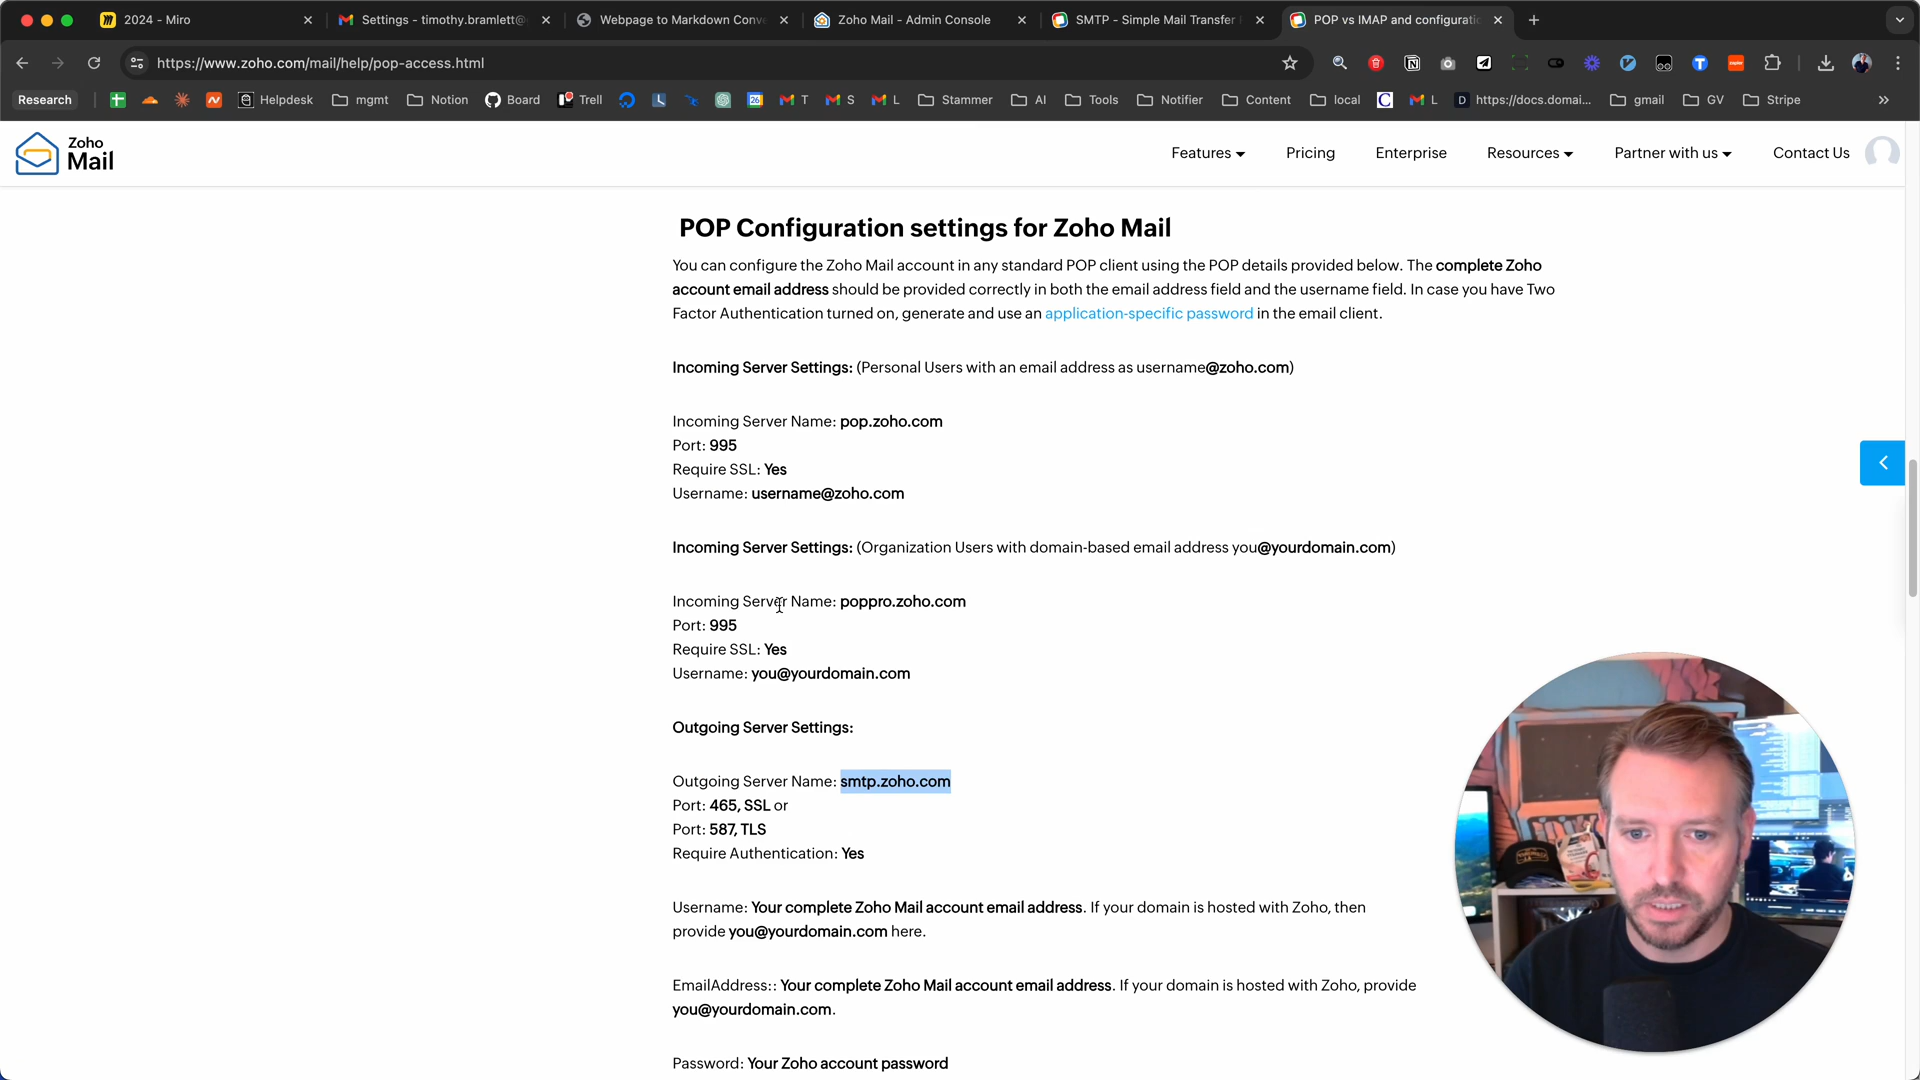 2024 - Miro
Settings - timothy.bramlett@
Webpage to Markdown Conve
Zoho Mail - Admin Console
SMTP - Simple Mail Transfer
POP vs IMAP and configuratio
https://www.zoho.com/mail/help/pop-access.html
Research
Helpdesk
mgmt
Notion
Board
Trell
T
S
L
Stammer
AI
Tools
Notifier
Content
local
L
https://docs.domai...
gmail
GV
Stripe
»
Zoho
Mail
Features
Pricing
Enterprise
Resources
Partner with us
Contact Us
POP Configuration settings for Zoho Mail
You can configure the Zoho Mail account in any standard POP client using the POP details provided below. The complete Zoho
account email address should be provided correctly in both the email address field and the username field. In case you have Two
Factor Authentication turned on, generate and use an application-specific password in the email client.
Incoming Server Settings: (Personal Users with an email address as username@zoho.com)
Incoming Server Name: pop.zoho.com
Port: 995
Require SSL: Yes
Username: username@zoho.com
Incoming Server Settings: (Organization Users with domain-based email address you@yourdomain.com)
Incoming Server Name: poppro.zoho.com
Port: 995
Require SSL: Yes
Username: you@yourdomain.com
Outgoing Server Settings:
Outgoing Server Name: smtp.zoho.com
Port: 465, SSL or
Port: 587, TLS
Require Authentication: Yes
Username: Your complete Zoho Mail account email address. If your domain is hosted with Zoho, then
provide you@yourdomain.com here.
EmailAddress:: Your complete Zoho Mail account email address. If your domain is hosted with Zoho, provide
you@yourdomain.com.
Password: Your Zoho account password